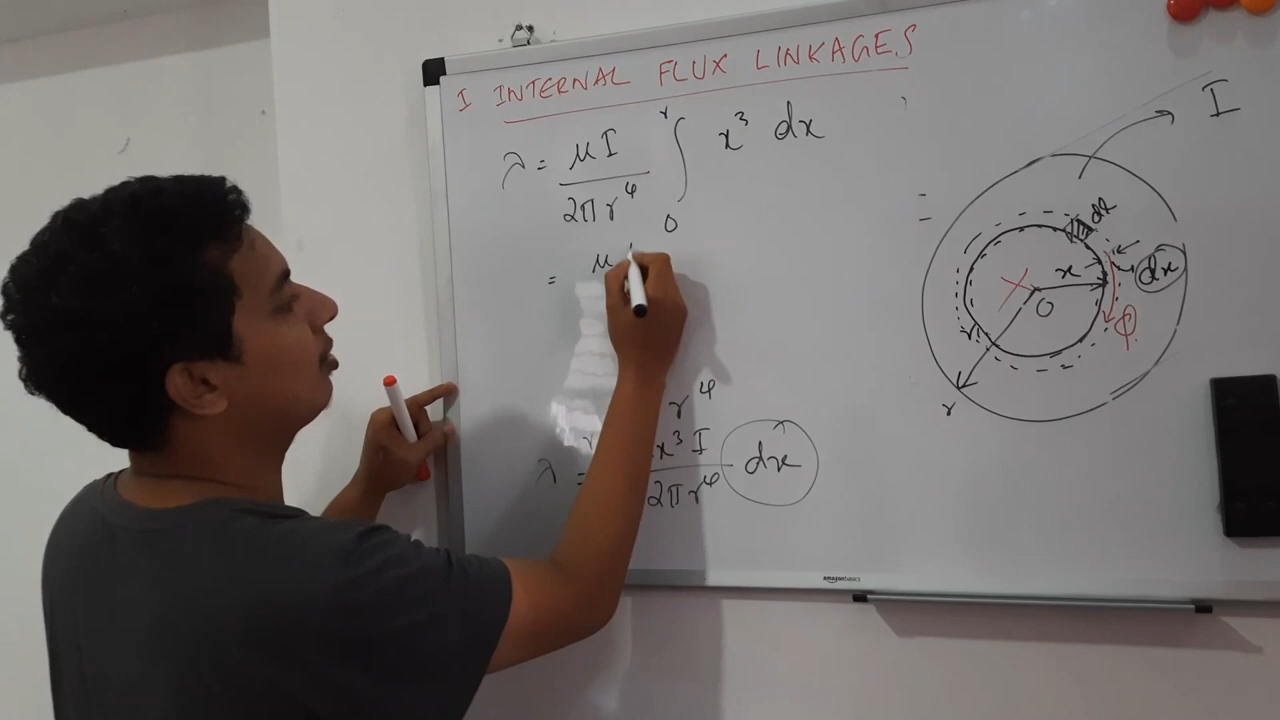 I INTERNAL FLUX LINKAGES
λ = μI / 2πr⁴ ∫₀ʳ x³ dx
= μ
r⁴
λ = x³ I / 2πr⁴ dx
I
=
dx
x
dx
O
φ
r
r
amazonbasics